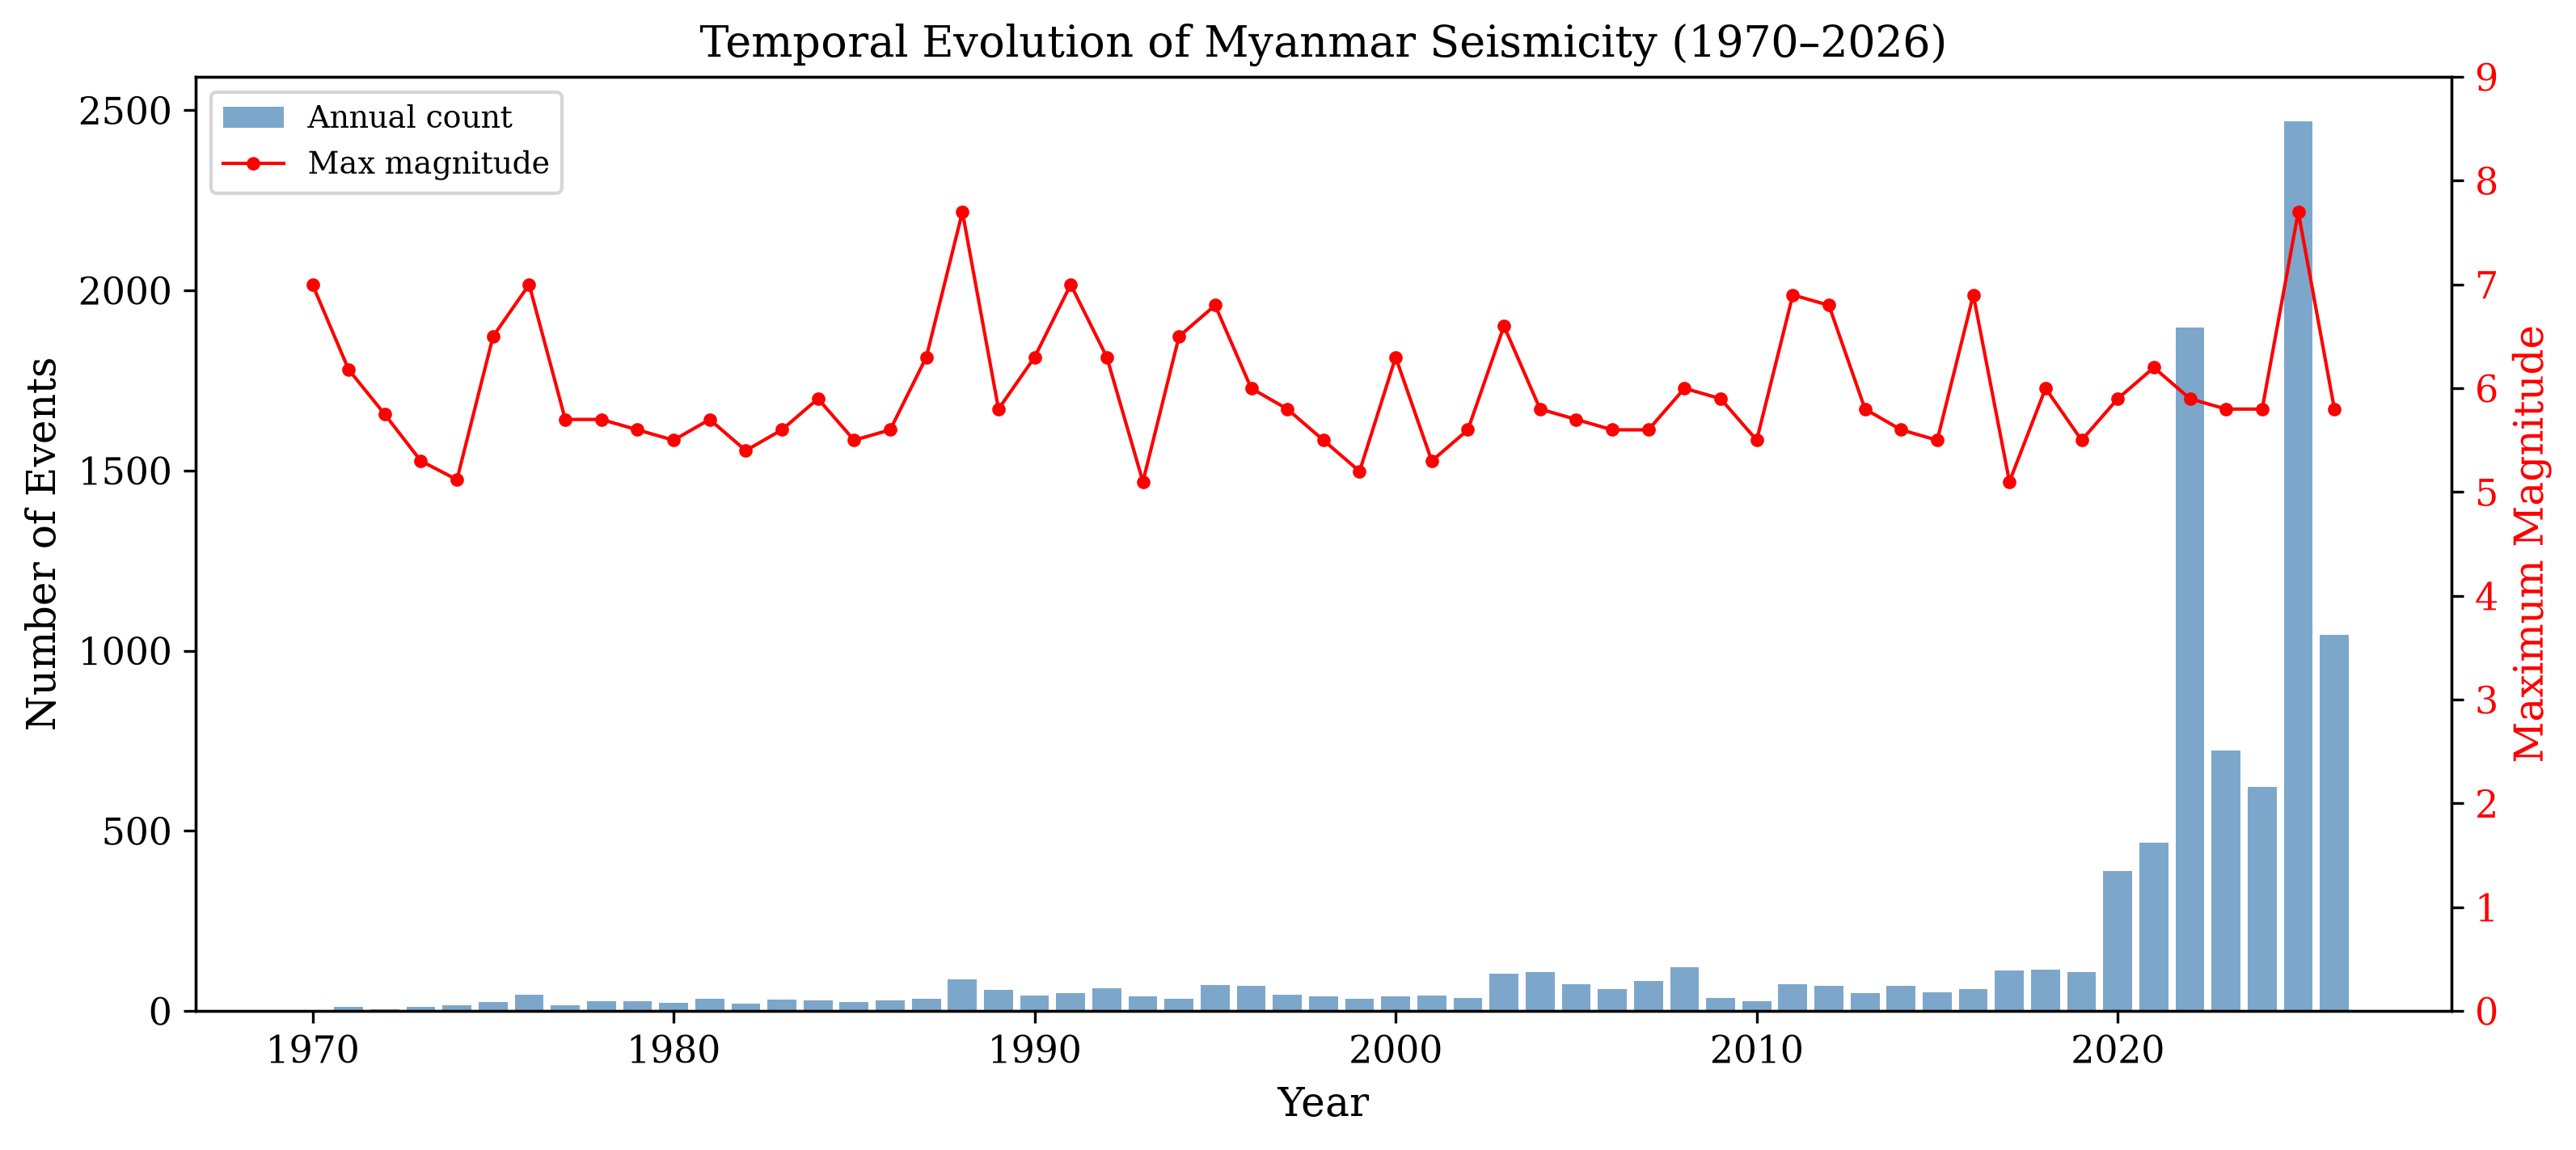 Temporal Evolution of Myanmar Seismicity (1970–2026)
Annual count
Max magnitude
Number of Events
2500
2000
1500
1000
500
0
9
8
7
6
5
4
3
2
1
0
Maximum Magnitude
1970 1980 1990 2000 2010 2020
Year